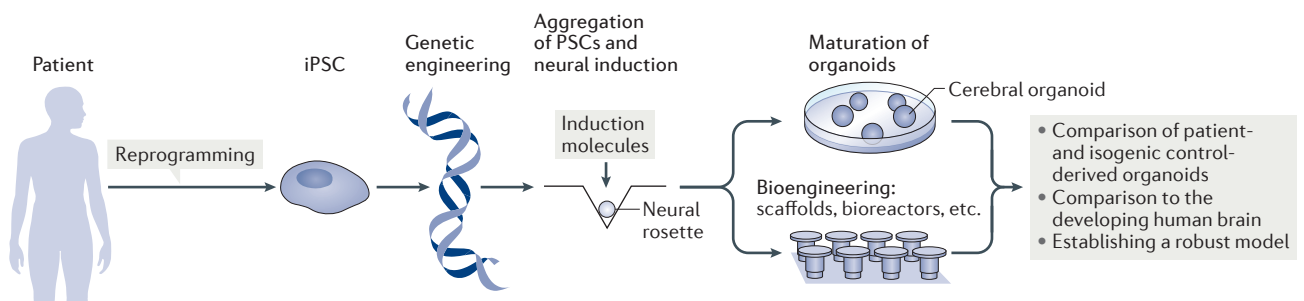 Patient
Reprogramming
iPSC
Genetic
engineering
Aggregation
of PSCs and
neural induction
Induction
molecules
Neural
rosette
Maturation of
organoids
Cerebral organoid
Bioengineering:
scaffolds, bioreactors, etc.
• Comparison of patient-
and isogenic control-
derived organoids
• Comparison to the
developing human brain
• Establishing a robust model